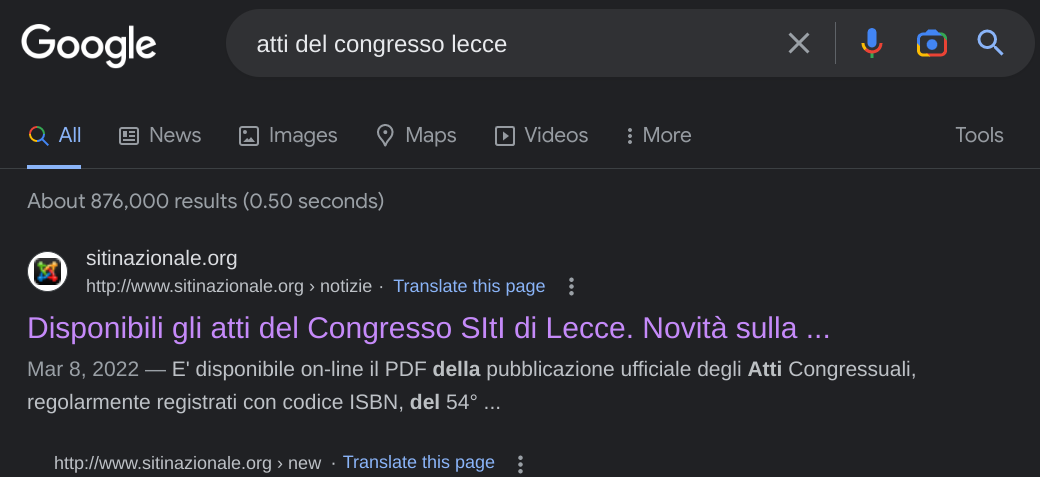 Google
atti del congresso lecce
All News Images Maps Videos More Tools
About 876,000 results (0.50 seconds)
sitinazionale.org
http://www.sitinazionale.org › notizie · Translate this page
Disponibili gli atti del Congresso SItI di Lecce. Novità sulla ...
Mar 8, 2022 — E' disponibile on-line il PDF della pubblicazione ufficiale degli Atti Congressuali,
regolarmente registrati con codice ISBN, del 54° ...
http://www.sitinazionale.org › new · Translate this page